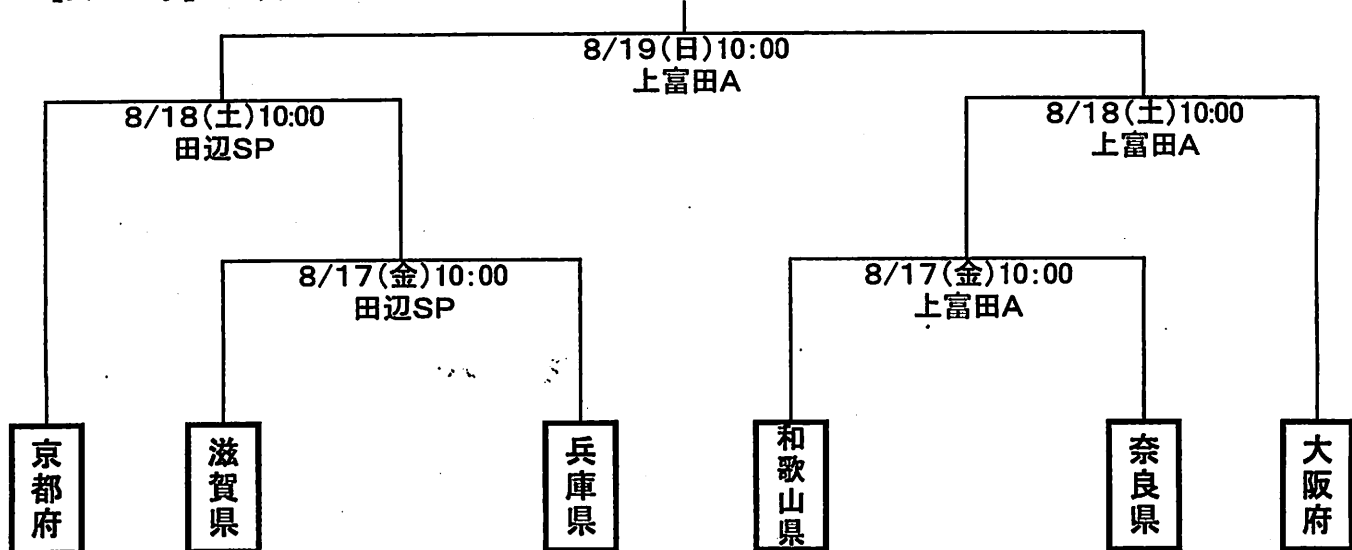 8/19(日)10:00
上富田A
8/18(土)10:00
田辺SP
8/18(土)10:00
上富田A
8/17(金)10:00
田辺SP
8/17(金)10:00
上富田A
京都府
滋賀県
兵庫県
和歌山県
奈良県
大阪府